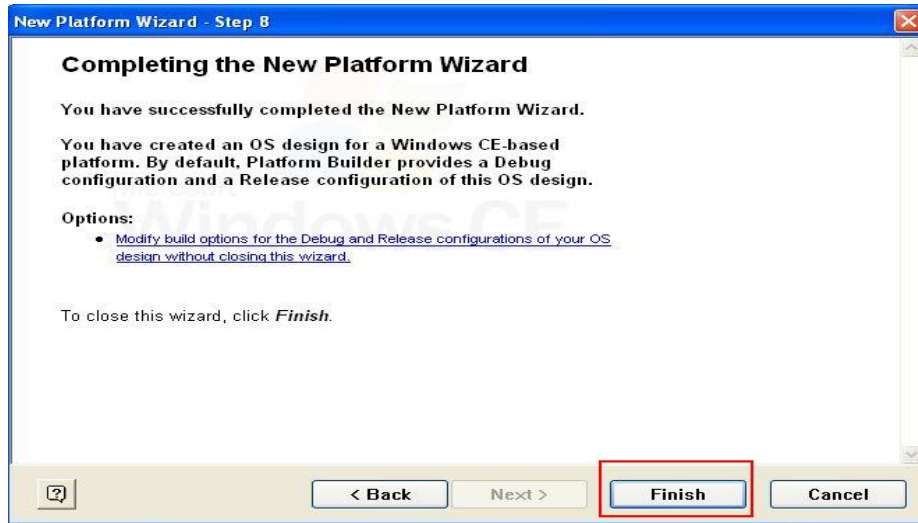 New Platform Wizard - Step 8
Completing the New Platform Wizard
You have successfully completed the New Platform Wizard.
You have created an OS design for a Windows CE-based
platform. By default, Platform Builder provides a Debug
configuration and a Release configuration of this OS design.
Microsoft
Windows CE
Options:
• Modify build options for the Debug and Release configurations of your OS
design without closing this wizard.
To close this wizard, click Finish.
< Back
Next >
Finish
Cancel